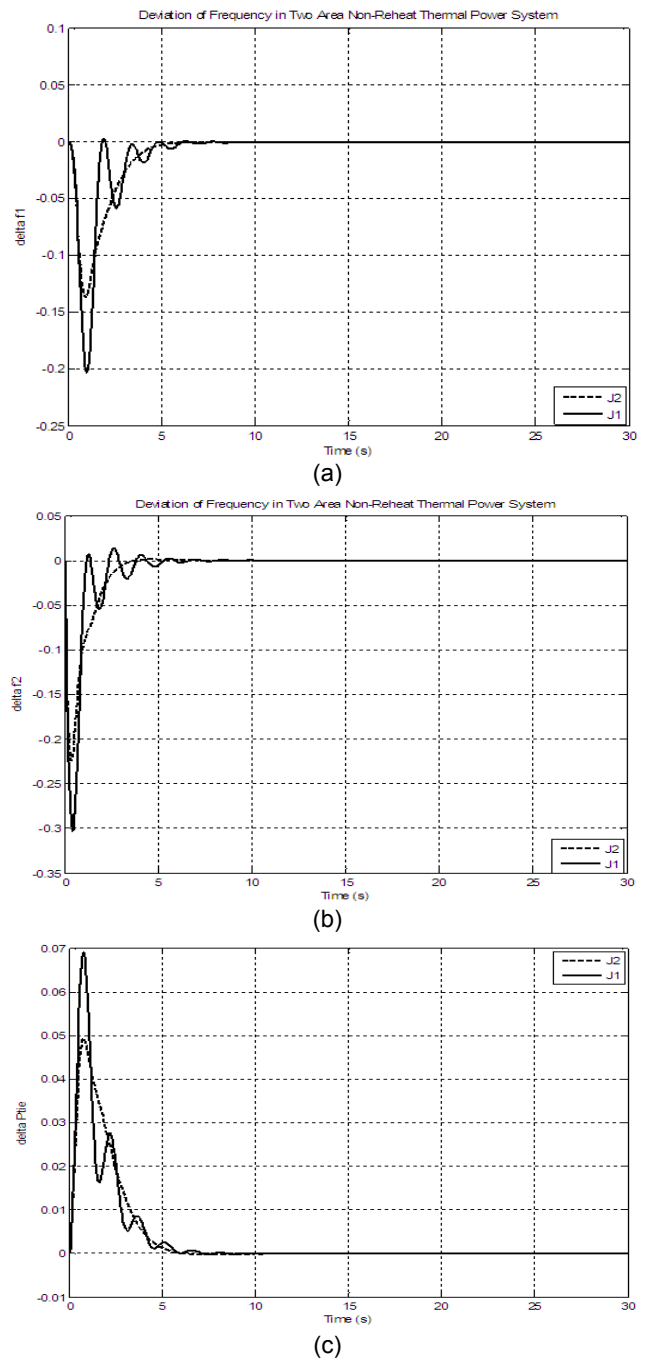 Deviation of Frequency in Two Area Non-Reheat Thermal Power System
0.1
0.05
0
-0.05
-0.1
-0.15
-0.2
-0.25
delta f1
0 5 10 15 20 25 30
Time (s)
J2
J1
(a)
Deviation of Frequency in Two Area Non-Reheat Thermal Power System
0.05
0
-0.05
-0.1
-0.15
-0.2
-0.25
-0.3
-0.35
delta f2
0 5 10 15 20 25 30
Time (s)
J2
J1
(b)
0.07
0.06
0.05
0.04
0.03
0.02
0.01
0
-0.01
delta Ptie
0 5 10 15 20 25 30
Time (s)
J2
J1
(c)